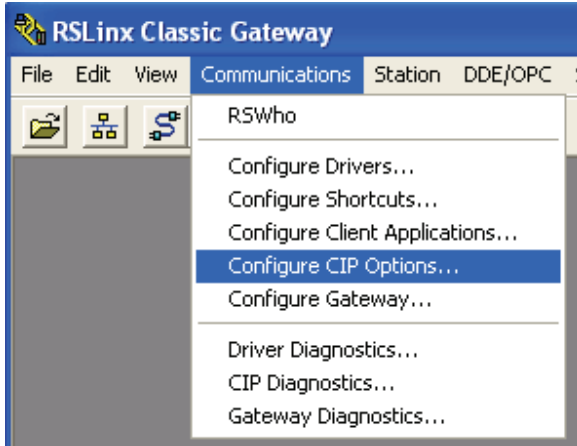 RSLinx Classic Gateway
File Edit View Communications Station DDE/OPC
RSWho
Configure Drivers...
Configure Shortcuts...
Configure Client Applications...
Configure CIP Options...
Configure Gateway...
Driver Diagnostics...
CIP Diagnostics...
Gateway Diagnostics...